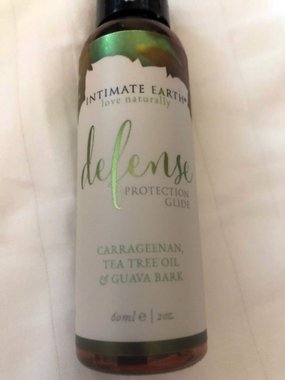 INTIMATE EARTH®
love naturally
defense
PROTECTION
GLIDE
CARRAGEENAN,
TEA TREE OIL
& GUAVA BARK
60ml e | 2oz.